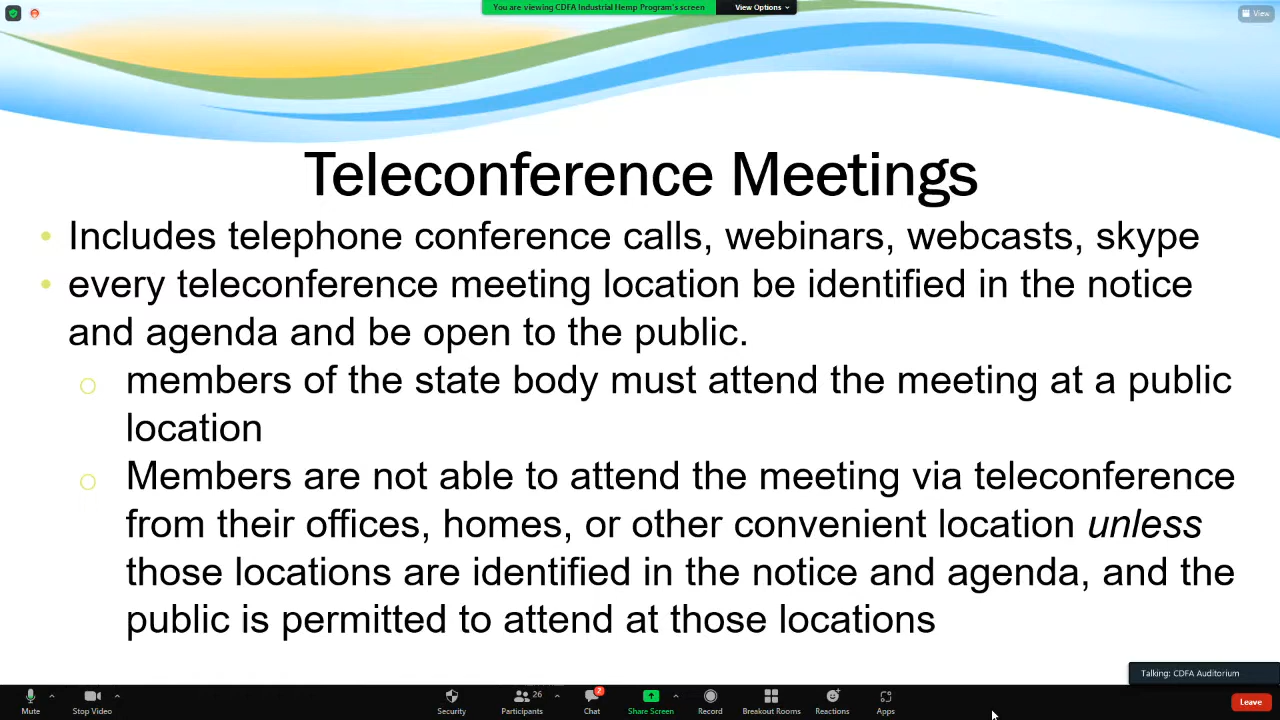 You are viewing CDFA Industrial Hemp Program's screen
View Options
View
Teleconference Meetings
• Includes telephone conference calls, webinars, webcasts, skype
• every teleconference meeting location be identified in the notice
and agenda and be open to the public.
o members of the state body must attend the meeting at a public
location
o Members are not able to attend the meeting via teleconference
from their offices, homes, or other convenient location unless
those locations are identified in the notice and agenda, and the
public is permitted to attend at those locations
Talking: CDFA Auditorium
26
2
Mute
Stop Video
Security
Participants
Chat
Share Screen
Record
Breakout Rooms
Reactions
Apps
Leave